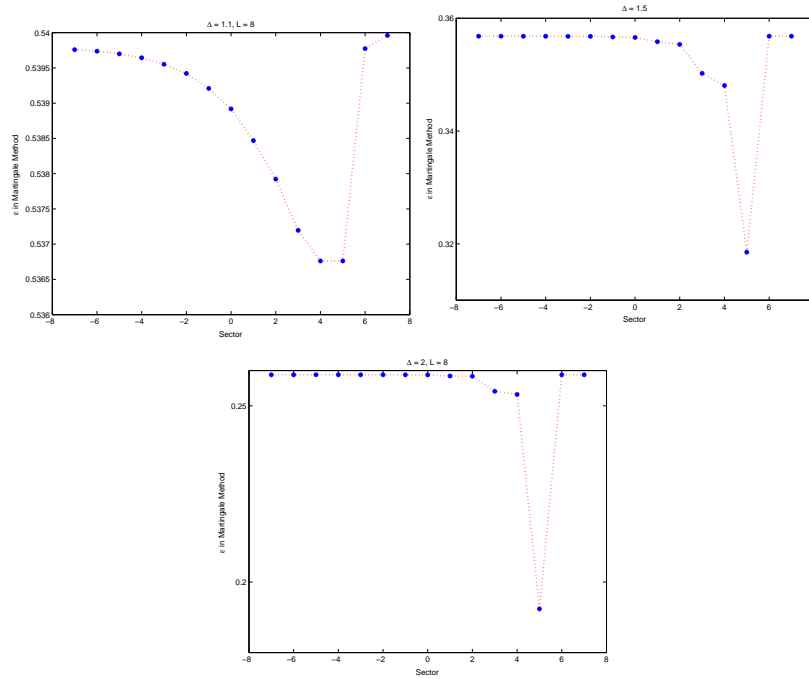 Δ = 1.1, L = 8
0.54
0.5395
0.539
0.5385
0.538
0.5375
0.537
0.5365
0.536
ε in Martingale Method
−8 −6 −4 −2 0 2 4 6 8
Sector
Δ = 1.5
0.36
0.34
0.32
ε in Martingale Method
−8 −6 −4 −2 0 2 4 6
Sector
Δ = 2, L = 8
0.25
0.2
ε in Martingale Method
−8 −6 −4 −2 0 2 4 6 8
Sector